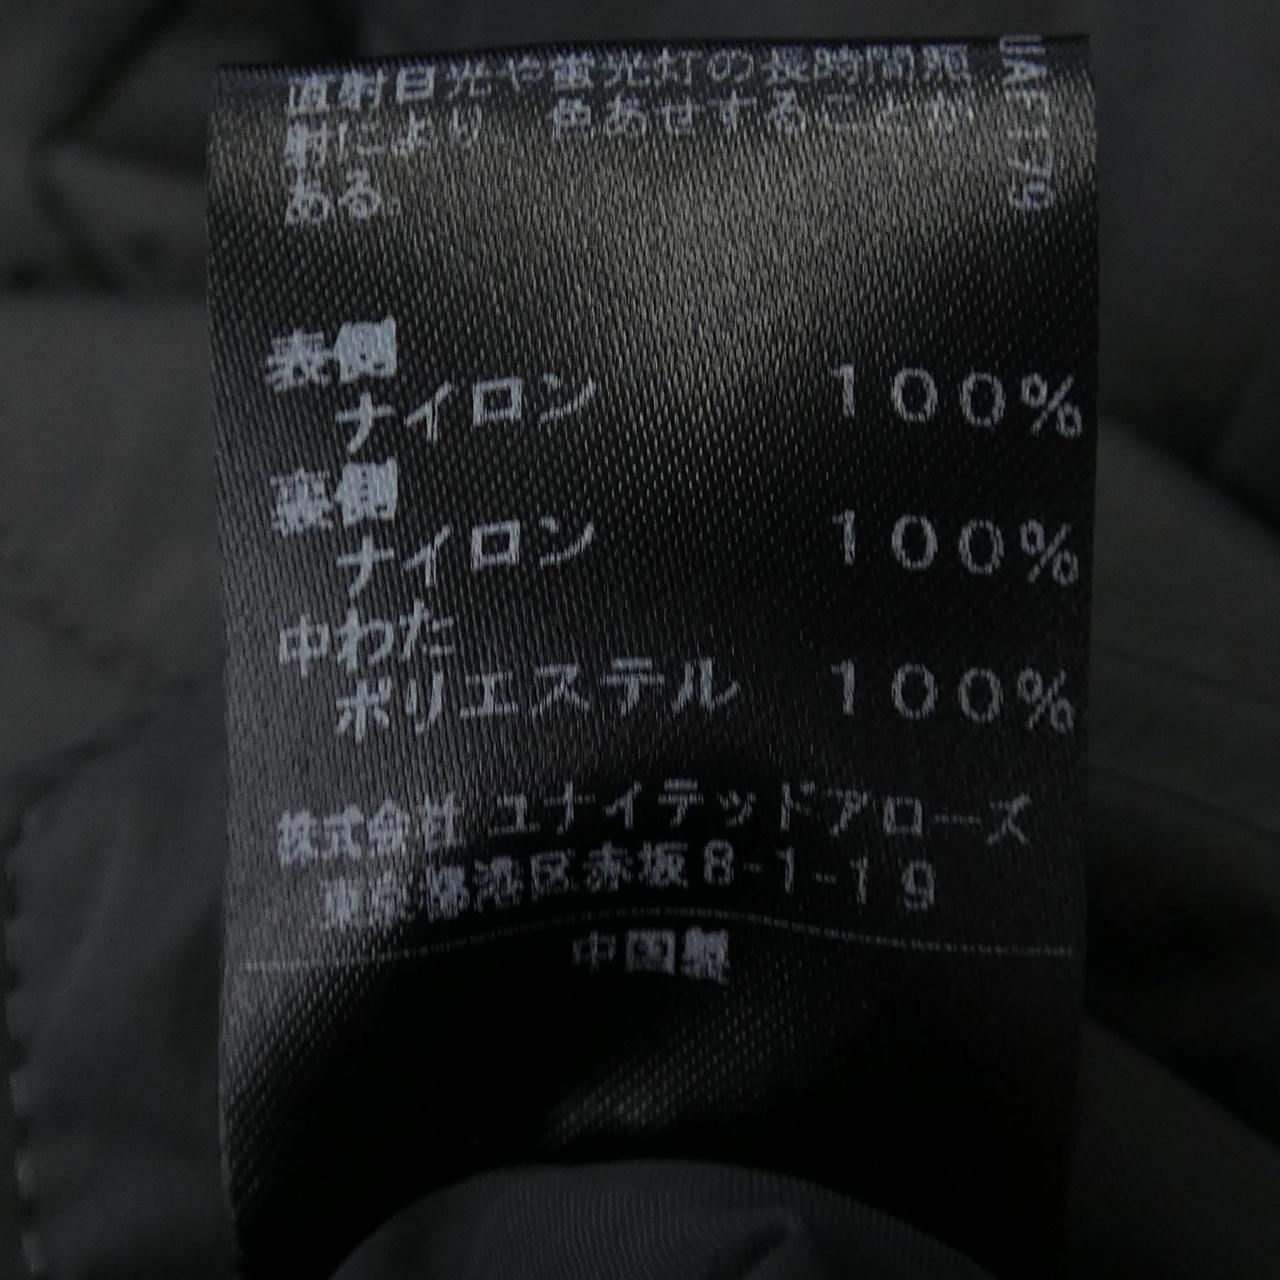 直射日光や蛍光灯の長時間照
射により、色あせすることが
ある
表側
ナイロン 100%
裏側
ナイロン 100%
中わた
ポリエステル 100%
株式会社 ユナイテッドアローズ
東京都港区赤坂8-1-19
中国製